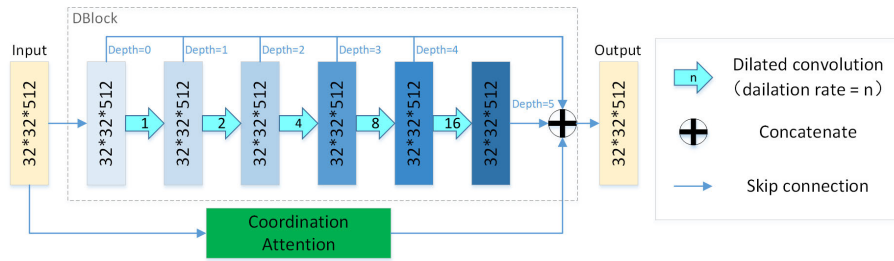 DBlock
Input
Depth=0
Depth=1
Depth=2
Depth=3
Depth=4
Output
32*32*512
32*32*512
1
32*32*512
2
32*32*512
4
32*32*512
8
32*32*512
16
32*32*512
Depth=5
32*32*512
Coordination
Attention
n
Dilated convolution
（dailation rate = n）
Concatenate
Skip connection